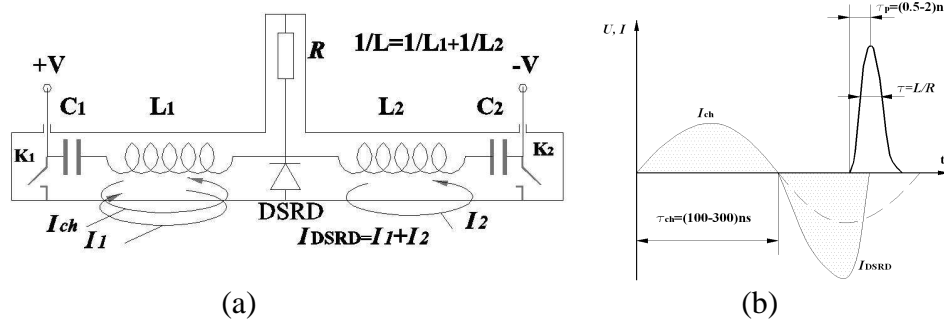 R
1/L=1/L1+1/L2
+V
-V
C1
L1
L2
C2
K1
K2
DSRD
Ich
I1
IDSRD=I1+I2
I2
(a)
τp=(0.5-2)n
U, I
τ=L/R
Ich
t
τch=(100-300)ns
IDSRD
(b)